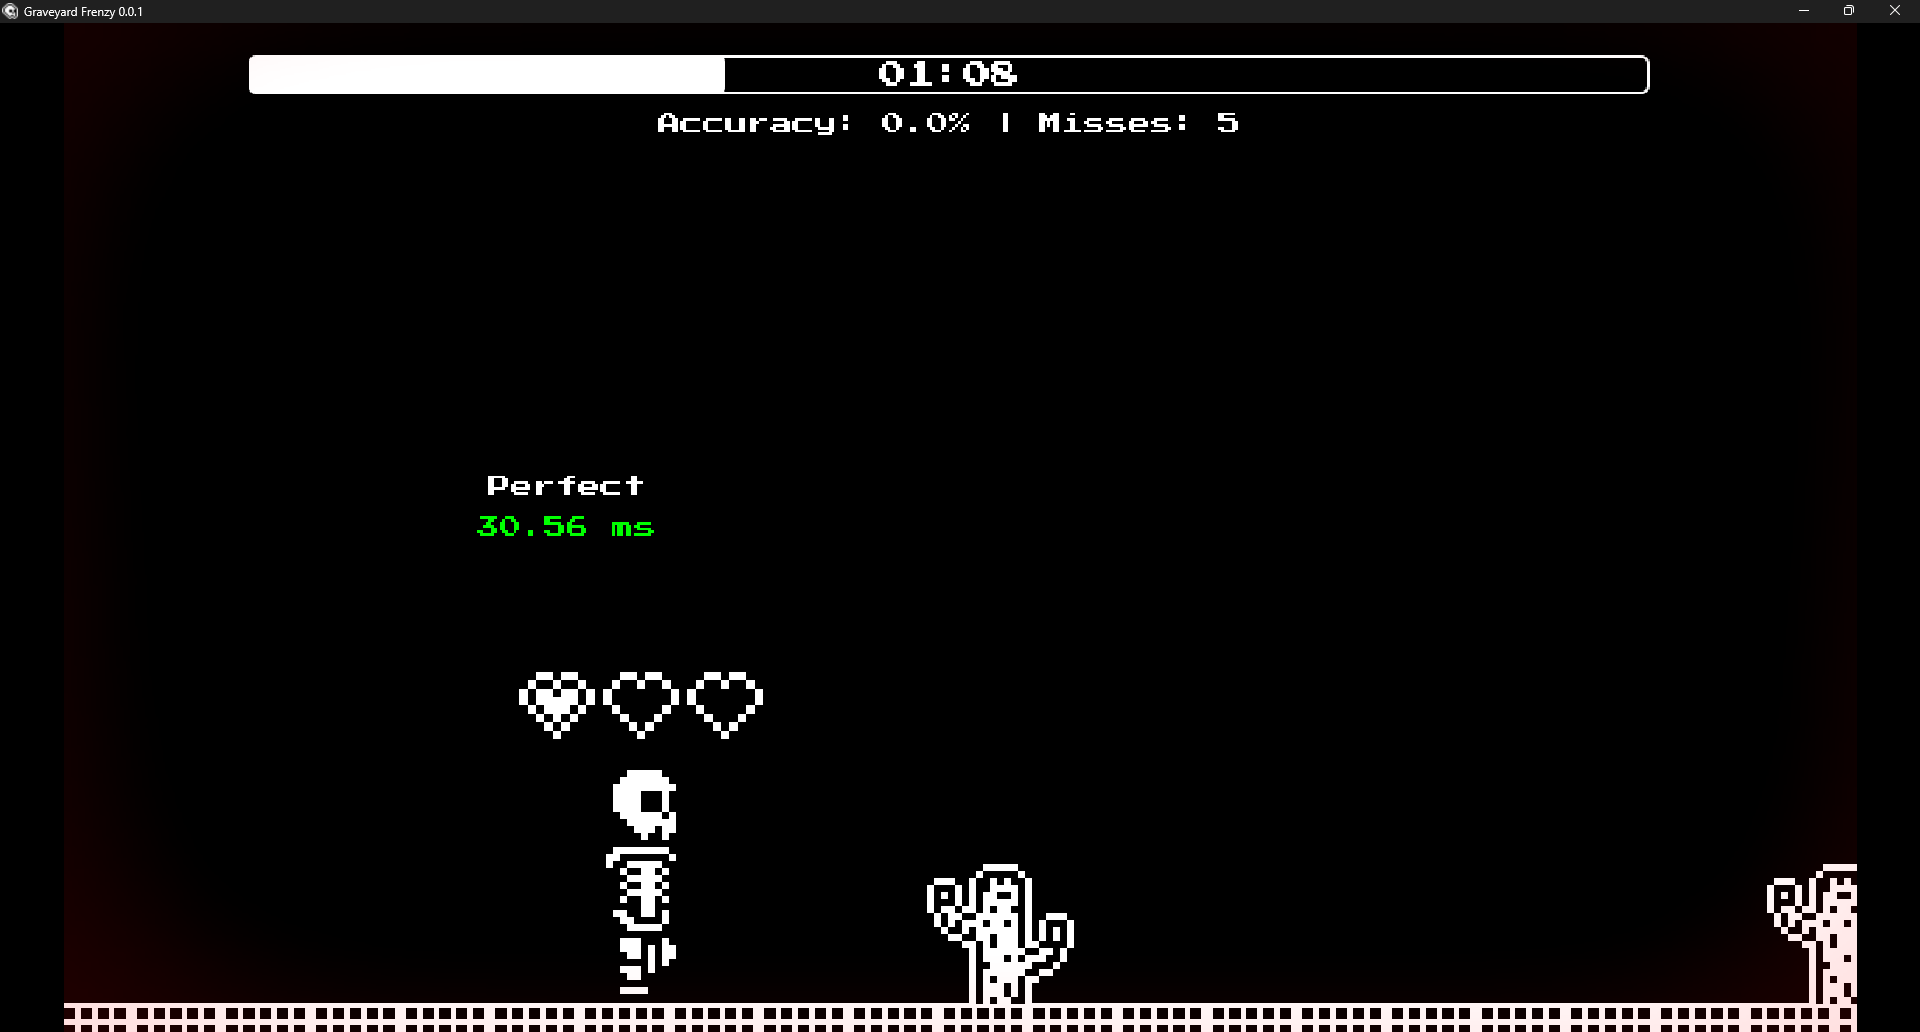 Graveyard Frenzy 0.0.1
01:08
Accuracy: 0.0% | Misses: 5
Perfect
30.56 ms